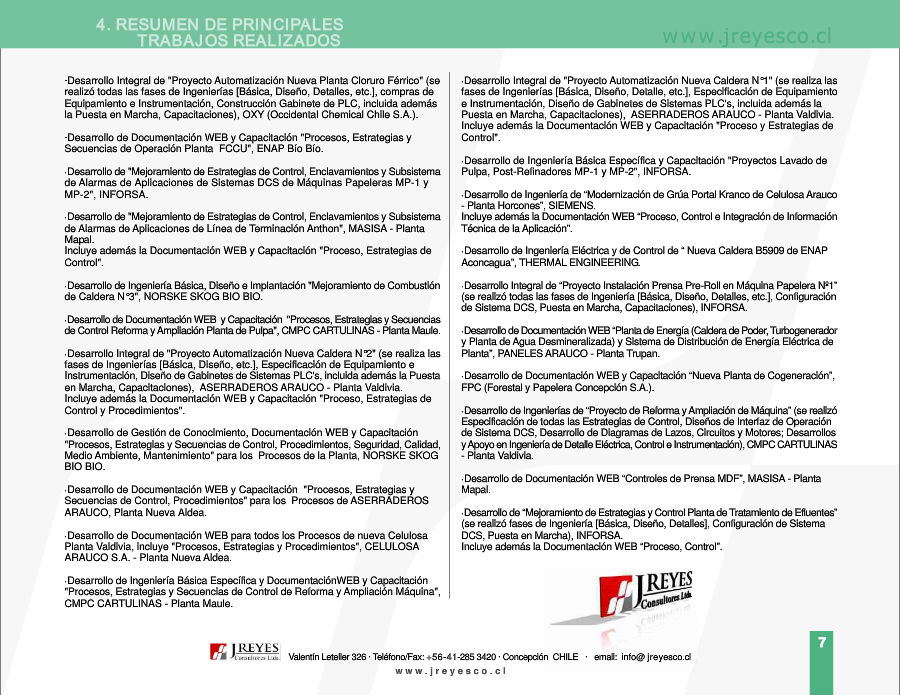 4. RESUMEN DE PRINCIPALES
TRABAJOS REALIZADOS
www.jreyesco.cl
·Desarrollo Integral de "Proyecto Automatización Nueva Planta Cloruro Férrico" (se
realizó todas las fases de Ingenierías [Básica, Diseño, Detalles, etc.], compras de
Equipamiento e Instrumentación, Construcción Gabinete de PLC, incluida además
la Puesta en Marcha, Capacitaciones), OXY (Occidental Chemical Chile S.A.).
·Desarrollo de Documentación WEB y Capacitación "Procesos, Estrategias y
Secuencias de Operación Planta FCCU", ENAP Bío Bío.
·Desarrollo de "Mejoramiento de Estrategias de Control, Enclavamientos y Subsistema
de Alarmas de Aplicaciones de Sistemas DCS de Máquinas Papeleras MP-1 y
MP-2", INFORSA.
·Desarrollo de "Mejoramiento de Estrategias de Control, Enclavamientos y Subsistema
de Alarmas de Aplicaciones de Línea de Terminación Anthon", MASISA - Planta
Mapal.
Incluye además la Documentación WEB y Capacitación "Proceso, Estrategias de
Control".
·Desarrollo de Ingeniería Básica, Diseño e Implantación "Mejoramiento de Combustión
de Caldera N°3", NORSKE SKOG BIO BIO.
·Desarrollo de Documentación WEB y Capacitación "Procesos, Estrategias y Secuencias
de Control Reforma y Ampliación Planta de Pulpa", CMPC CARTULINAS - Planta Maule.
·Desarrollo Integral de "Proyecto Automatización Nueva Caldera N°2" (se realiza las
fases de Ingenierías [Básica, Diseño, etc.], Especificación de Equipamiento e
Instrumentación, Diseño de Gabinetes de Sistemas PLC's, incluida además la Puesta
en Marcha, Capacitaciones), ASERRADEROS ARAUCO - Planta Valdivia.
Incluye además la Documentación WEB y Capacitación "Proceso, Estrategias de
Control y Procedimientos".
·Desarrollo de Gestión de Conocimiento, Documentación WEB y Capacitación
"Procesos, Estrategias y Secuencias de Control, Procedimientos, Seguridad, Calidad,
Medio Ambiente, Mantenimiento" para los Procesos de la Planta, NORSKE SKOG
BIO BIO.
·Desarrollo de Documentación WEB y Capacitación "Procesos, Estrategias y
Secuencias de Control, Procedimientos" para los Procesos de ASERRADEROS
ARAUCO, Planta Nueva Aldea.
·Desarrollo de Documentación WEB para todos los Procesos de nueva Celulosa
Planta Valdivia, incluye "Procesos, Estrategias y Procedimientos", CELULOSA
ARAUCO S.A. - Planta Nueva Aldea.
·Desarrollo de Ingeniería Básica Específica y DocumentaciónWEB y Capacitación
"Procesos, Estrategias y Secuencias de Control de Reforma y Ampliación Máquina",
CMPC CARTULINAS - Planta Maule.
·Desarrollo Integral de "Proyecto Automatización Nueva Caldera N°1" (se realiza las
fases de Ingenierías [Básica, Diseño, Detalle, etc.], Especificación de Equipamiento
e Instrumentación, Diseño de Gabinetes de Sistemas PLC's, incluida además la
Puesta en Marcha, Capacitaciones), ASERRADEROS ARAUCO - Planta Valdivia.
Incluye además la Documentación WEB y Capacitación "Proceso y Estrategias de
Control".
·Desarrollo de Ingeniería Básica Específica y Capacitación "Proyectos Lavado de
Pulpa, Post-Refinadores MP-1 y MP-2", INFORSA.
·Desarrollo de Ingeniería de “Modernización de Grúa Portal Kranco de Celulosa Arauco
- Planta Horcones”, SIEMENS.
Incluye además la Documentación WEB “Proceso, Control e Integración de Información
Técnica de la Aplicación”.
·Desarrollo de Ingeniería Eléctrica y de Control de “ Nueva Caldera B5909 de ENAP
Aconcagua”, THERMAL ENGINEERING.
·Desarrollo Integral de “Proyecto Instalación Prensa Pre-Roll en Máquina Papelera Nº1”
(se realizó todas las fases de Ingeniería [Básica, Diseño, Detalles, etc.], Configuración
de Sistema DCS, Puesta en Marcha, Capacitaciones), INFORSA.
·Desarrollo de Documentación WEB “Planta de Energía (Caldera de Poder, Turbogenerador
y Planta de Agua Desmineralizada) y Sistema de Distribución de Energía Eléctrica de
Planta”, PANELES ARAUCO - Planta Trupan.
·Desarrollo de Documentación WEB y Capacitación “Nueva Planta de Cogeneración”,
FPC (Forestal y Papelera Concepción S.A.).
·Desarrollo de Ingenierías de “Proyecto de Reforma y Ampliación de Máquina” (se realizó
Especificación de todas las Estrategias de Control, Diseños de Interfaz de Operación
de Sistema DCS, Desarrollo de Diagramas de Lazos, Circuitos y Motores; Desarrollos
y Apoyo en Ingeniería de Detalle Eléctrica, Control e Instrumentación), CMPC CARTULINAS
- Planta Valdivia.
·Desarrollo de Documentación WEB “Controles de Prensa MDF”, MASISA - Planta
Mapal.
·Desarrollo de “Mejoramiento de Estrategias y Control Planta de Tratamiento de Efluentes”
(se realizó fases de Ingeniería [Básica, Diseño, Detalles], Configuración de Sistema
DCS, Puesta en Marcha), INFORSA.
Incluye además la Documentación WEB “Proceso, Control”.
JREYES
Consultores Ltda.
JREYES
Consultores Ltda.
Valentín Letelier 326 · Teléfono/Fax: +56-41-285 3420 · Concepción CHILE · email: info@ jreyesco.cl
www.jreyesco.cl
7